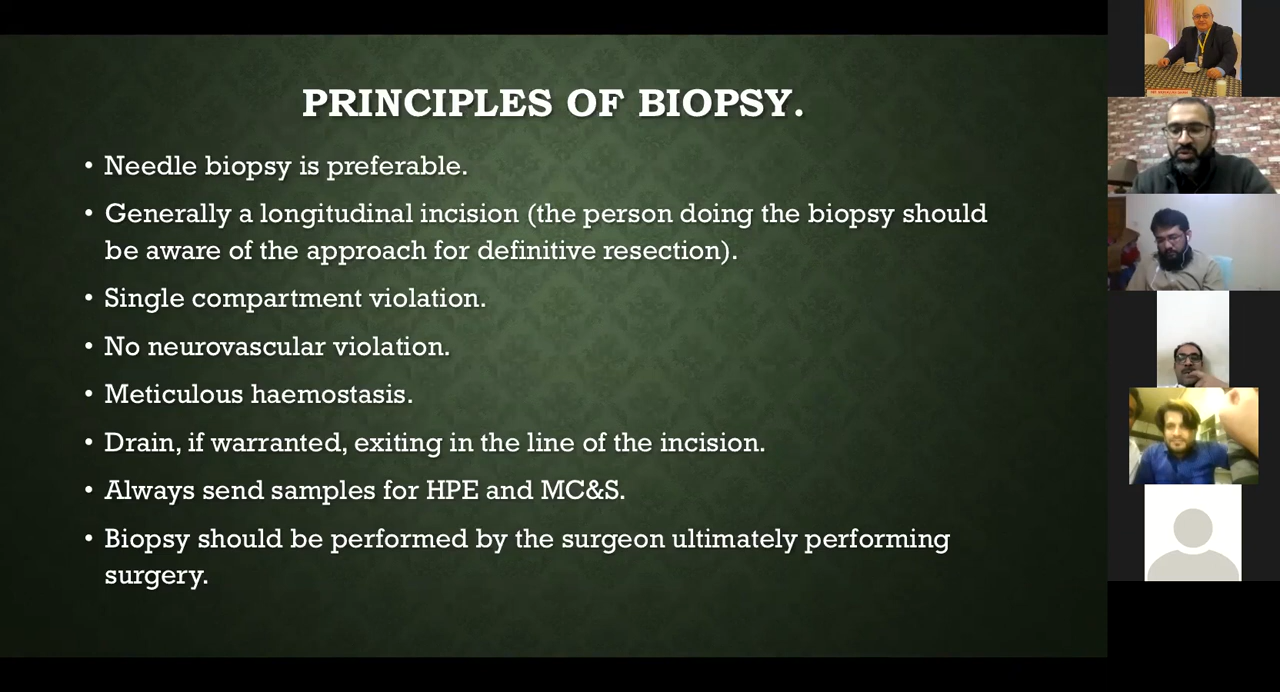 PRINCIPLES OF BIOPSY.
• Needle biopsy is preferable.
• Generally a longitudinal incision (the person doing the biopsy should
be aware of the approach for definitive resection).
• Single compartment violation.
• No neurovascular violation.
• Meticulous haemostasis.
• Drain, if warranted, exiting in the line of the incision.
• Always send samples for HPE and MC&S.
• Biopsy should be performed by the surgeon ultimately performing
surgery.